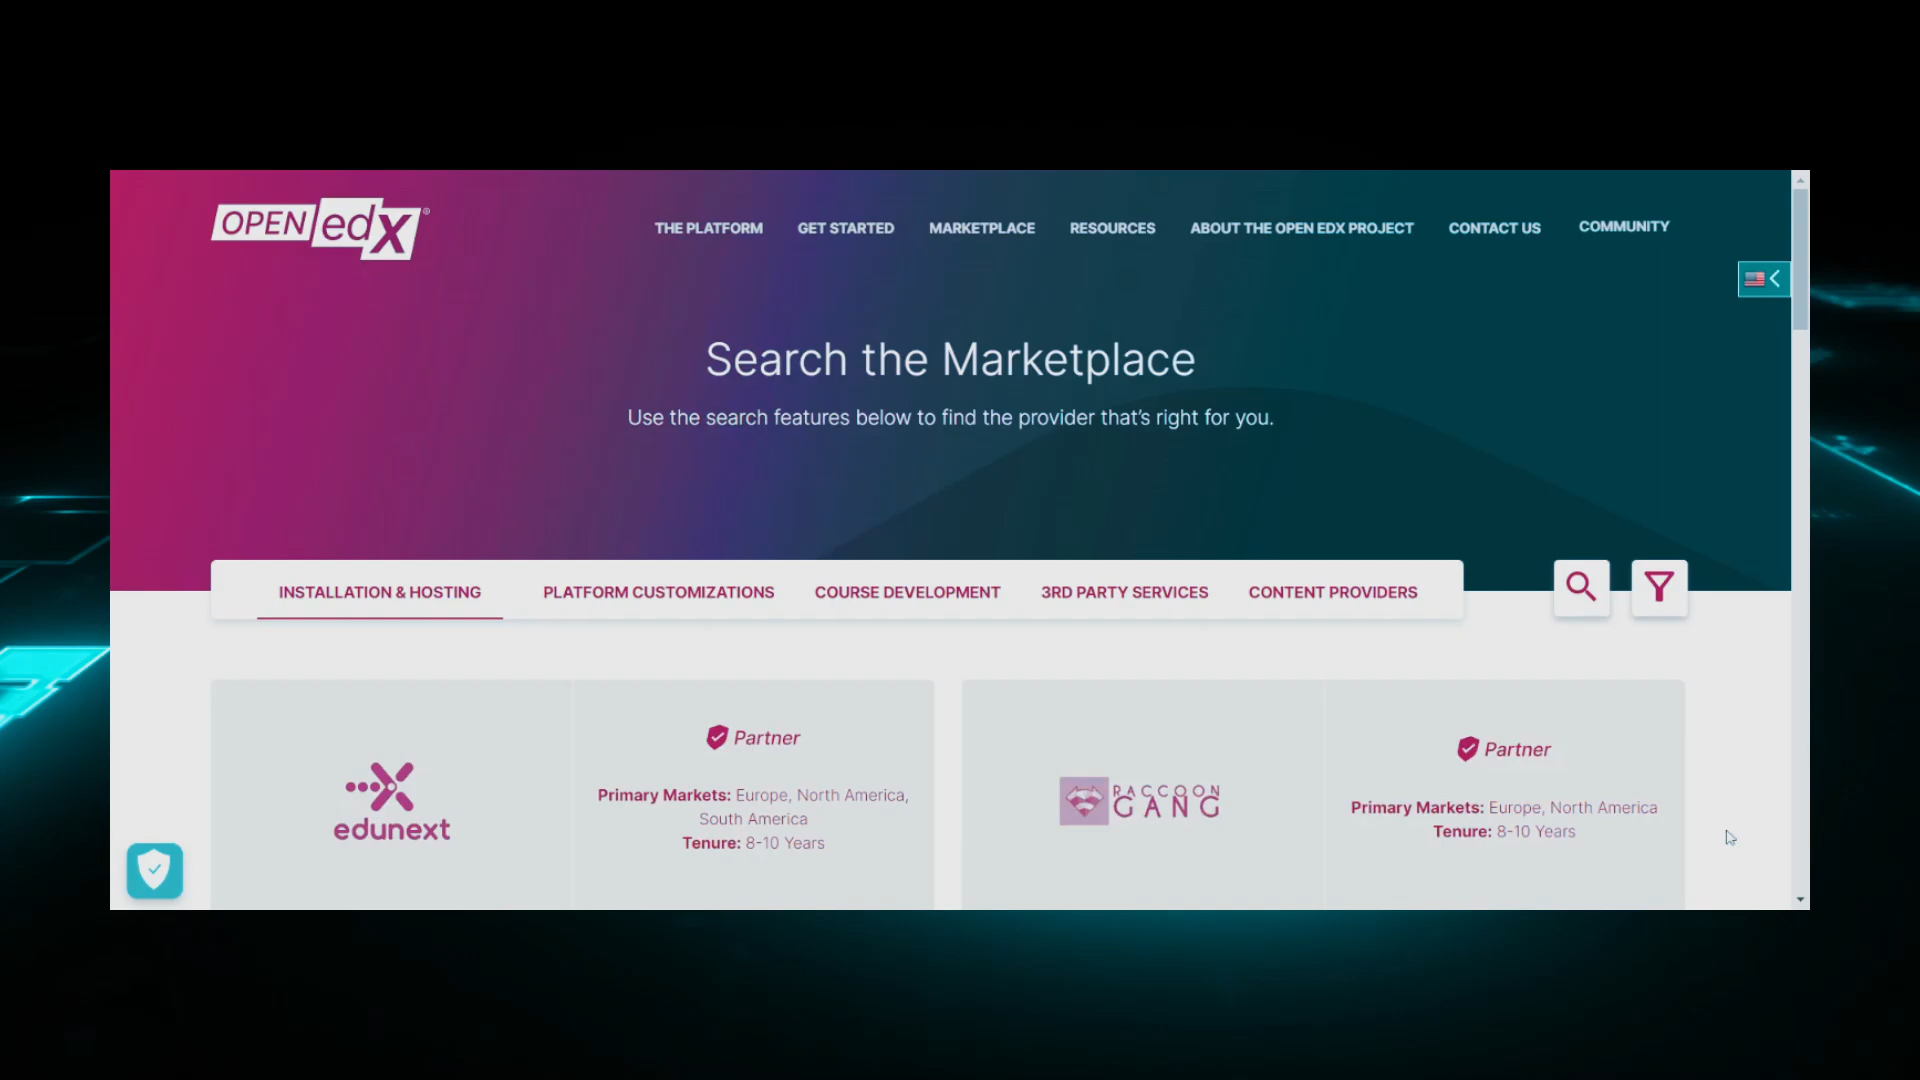 OPEN edX ®
THE PLATFORM GET STARTED MARKETPLACE RESOURCES ABOUT THE OPEN EDX PROJECT CONTACT US COMMUNITY
Search the Marketplace
Use the search features below to find the provider that's right for you.
INSTALLATION & HOSTING PLATFORM CUSTOMIZATIONS COURSE DEVELOPMENT 3RD PARTY SERVICES CONTENT PROVIDERS
edunext
Partner
Primary Markets: Europe, North America,
South America
Tenure: 8-10 Years
RACCOON
GANG
Partner
Primary Markets: Europe, North America
Tenure: 8-10 Years